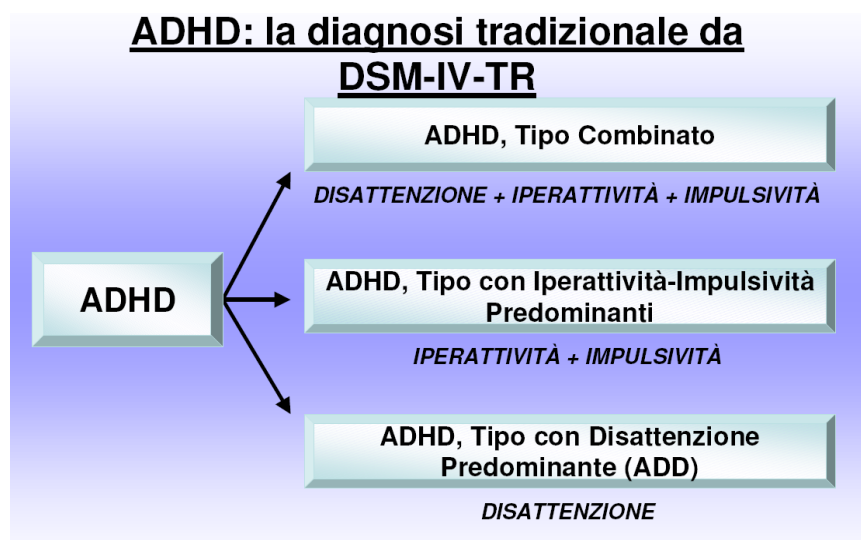 ADHD: la diagnosi tradizionale da
DSM-IV-TR
ADHD, Tipo Combinato
DISATTENZIONE + IPERATTIVITÀ + IMPULSIVITÀ
ADHD
ADHD, Tipo con Iperattività-Impulsività
Predominanti
IPERATTIVITÀ + IMPULSIVITÀ
ADHD, Tipo con Disattenzione
Predominante (ADD)
DISATTENZIONE